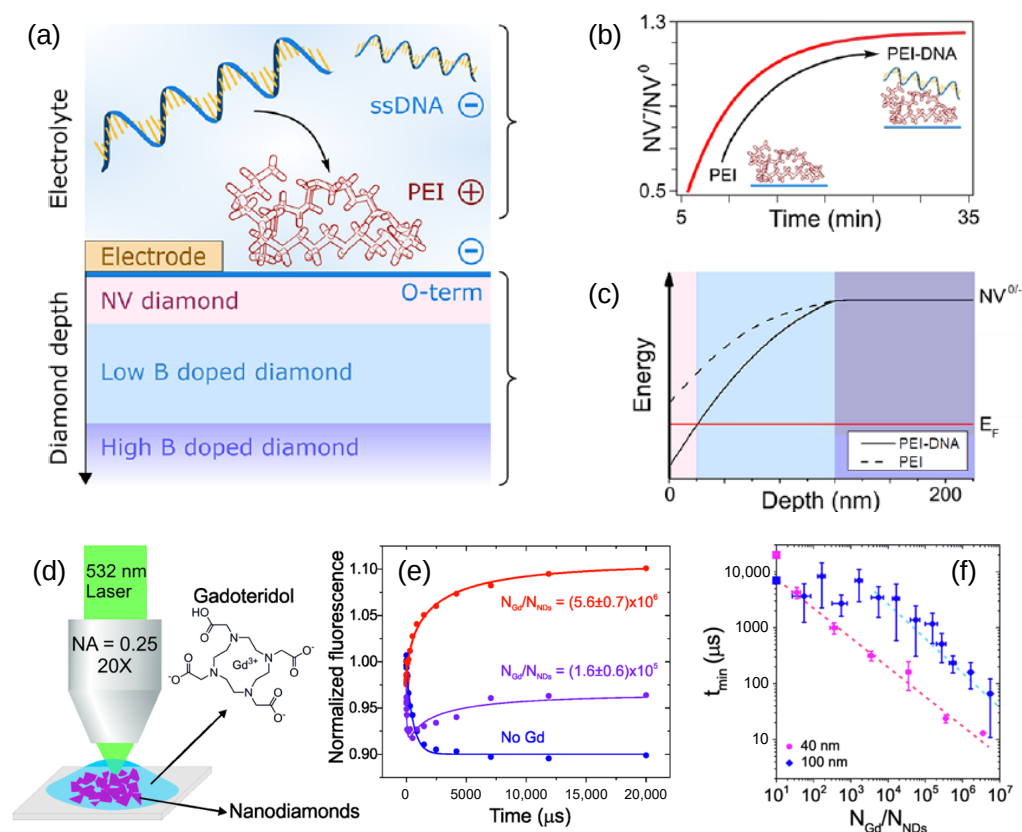 (a)
Electrolyte
ssDNA ⊖
PEI ⊕
⊖
Electrode
O-term
Diamond depth
NV diamond
Low B doped diamond
High B doped diamond
(b)
NV⁻/NV⁰
1.3
0.5
PEI-DNA
PEI
5
35
Time (min)
(c)
Energy
NV⁰/⁻
E_F
PEI-DNA
PEI
0
200
Depth (nm)
(d)
532 nm
Laser
NA = 0.25
20X
Gadoteridol
HO
O
O
O⁻
N
N
Gd³⁺
N
N
⁻O
O
O
O⁻
Nanodiamonds
(e)
Normalized fluorescence
1.10
1.05
1.00
0.95
0.90
N_Gd/N_NDs = (5.6±0.7)x10⁶
N_Gd/N_NDs = (1.6±0.6)x10⁵
No Gd
0
5000
10,000
15,000
20,000
Time (μs)
(f)
t_min (μs)
10,000
1000
100
10
40 nm
100 nm
10¹ 10² 10³ 10⁴ 10⁵ 10⁶ 10⁷
N_Gd/N_NDs